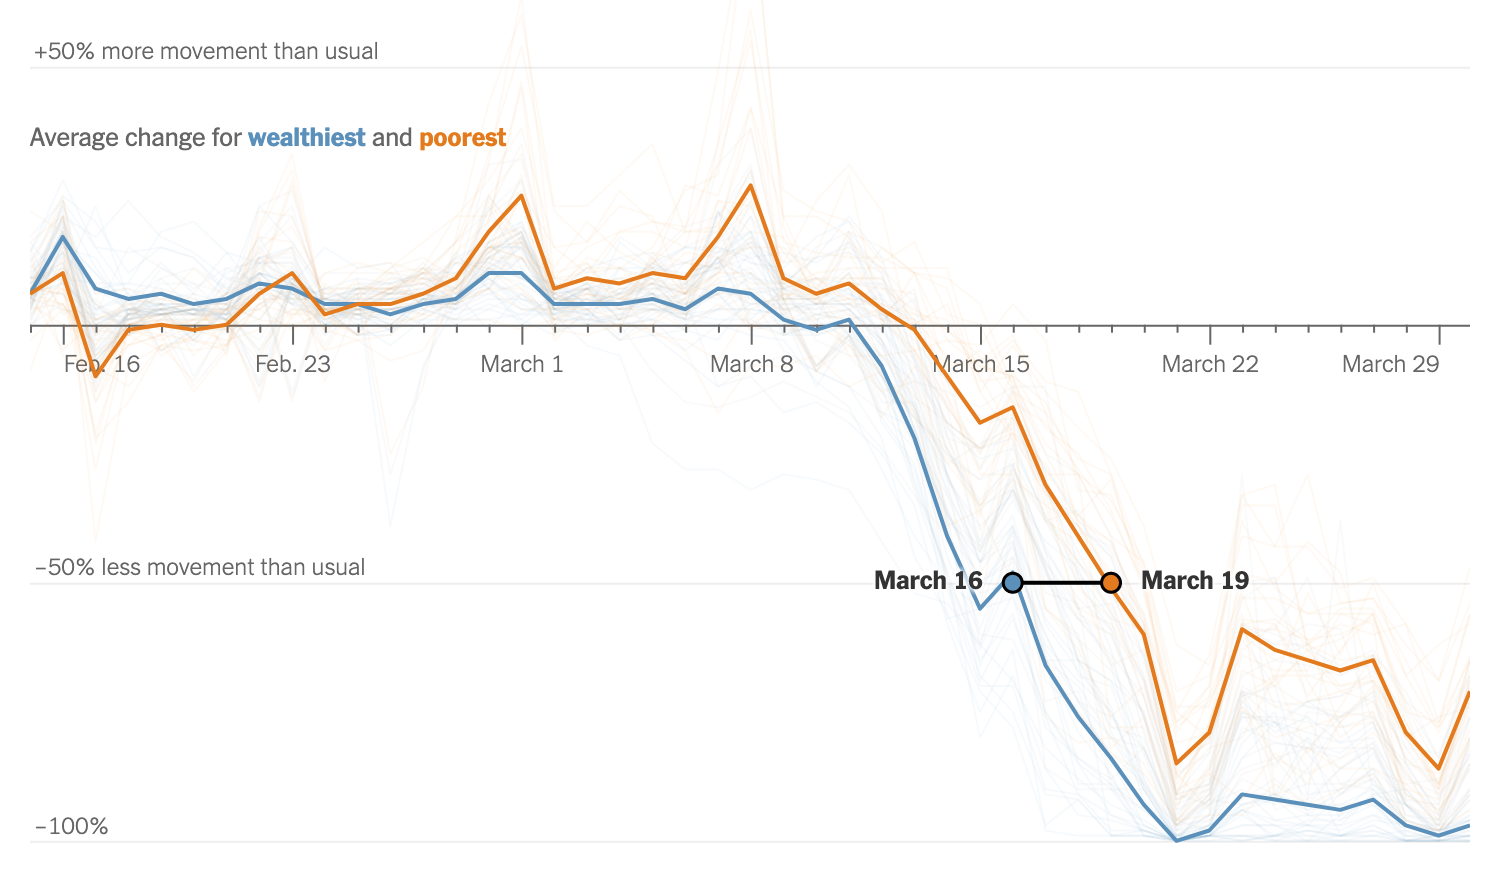 +50% more movement than usual
Average change for wealthiest and poorest
Feb. 16 Feb. 23 March 1 March 8 March 15 March 22 March 29
−50% less movement than usual
March 16 March 19
−100%